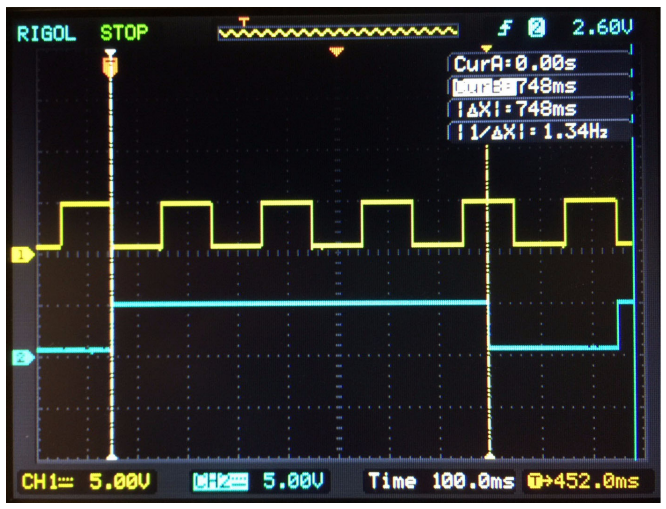 RIGOL STOP T 2 2.60V
CurA:0.00s
CurB:748ms
|ΔX|:748ms
|1/ΔX|: 1.34Hz
1
2
CH1 5.00V CH2 5.00V Time 100.0ms T→452.0ms